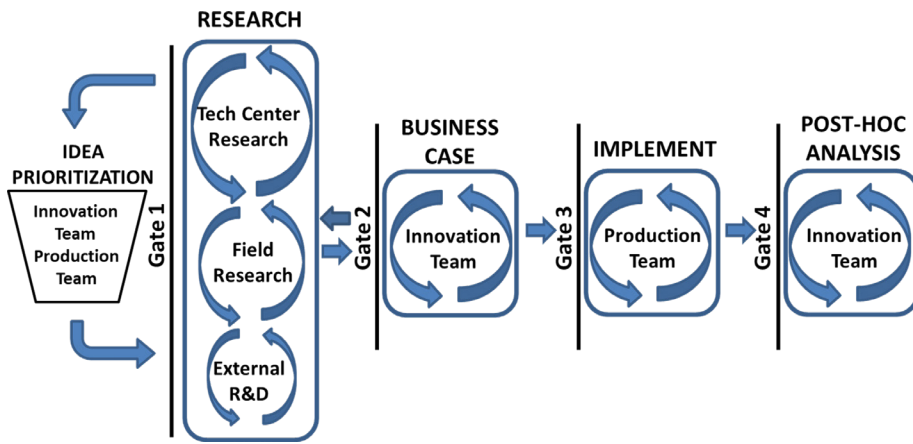 RESEARCH
IDEA
PRIORITIZATION
Innovation
Team
Production
Team
Gate 1
Tech Center
Research
Field
Research
External
R&D
Gate 2
BUSINESS
CASE
Innovation
Team
Gate 3
IMPLEMENT
Production
Team
Gate 4
POST-HOC
ANALYSIS
Innovation
Team